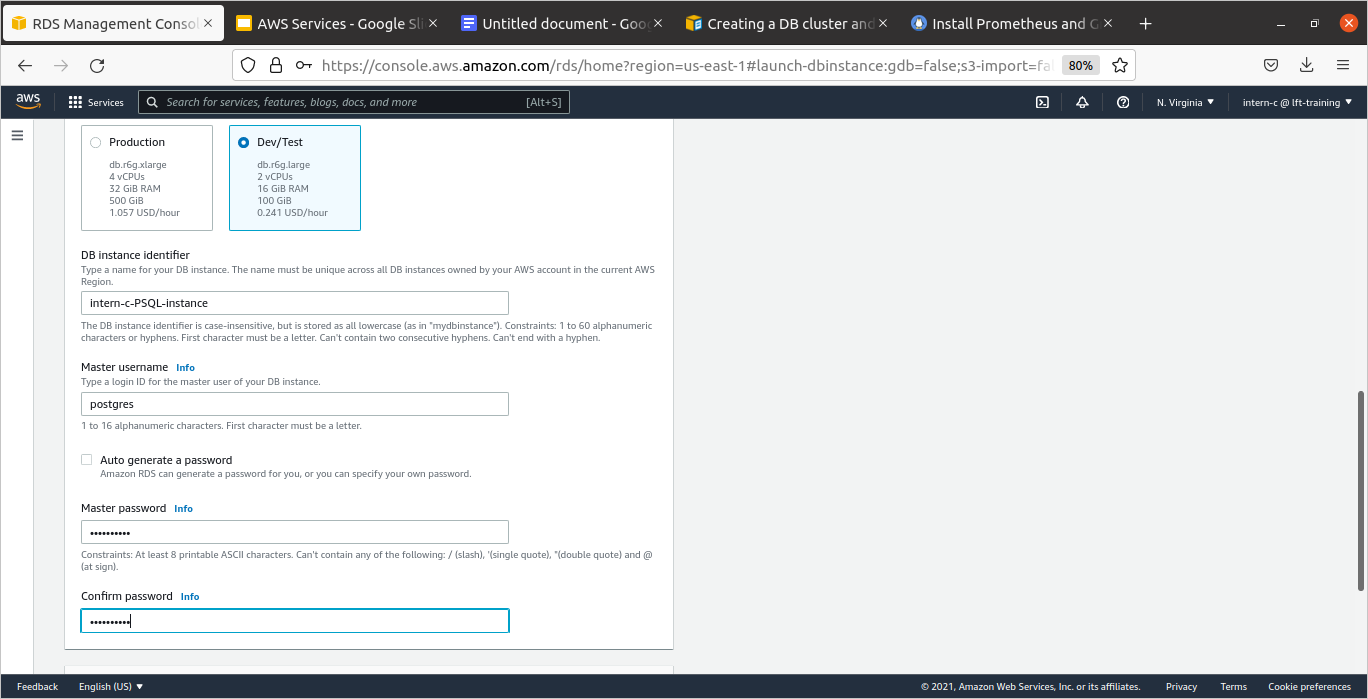 RDS Management Consol
AWS Services - Google Sli
Untitled document - Goog
Creating a DB cluster and
Install Prometheus and G
https://console.aws.amazon.com/rds/home?region=us-east-1#launch-dbinstance:gdb=false;s3-import=fal
80%
aws
Services
Search for services, features, blogs, docs, and more
[Alt+S]
N. Virginia
intern-c @ lft-training
Production
db.r6g.xlarge
4 vCPUs
32 GiB RAM
500 GiB
1.057 USD/hour
Dev/Test
db.r6g.large
2 vCPUs
16 GiB RAM
100 GiB
0.241 USD/hour
DB instance identifier
Type a name for your DB instance. The name must be unique across all DB instances owned by your AWS account in the current AWS
Region.
intern-c-PSQL-instance
The DB instance identifier is case-insensitive, but is stored as all lowercase (as in "mydbinstance"). Constraints: 1 to 60 alphanumeric
characters or hyphens. First character must be a letter. Can't contain two consecutive hyphens. Can't end with a hyphen.
Master username Info
Type a login ID for the master user of your DB instance.
postgres
1 to 16 alphanumeric characters. First character must be a letter.
Auto generate a password
Amazon RDS can generate a password for you, or you can specify your own password.
Master password Info
••••••••••
Constraints: At least 8 printable ASCII characters. Can't contain any of the following: / (slash), '(single quote), "(double quote) and @
(at sign).
Confirm password Info
••••••••••
Feedback
English (US)
© 2021, Amazon Web Services, Inc. or its affiliates.
Privacy
Terms
Cookie preferences